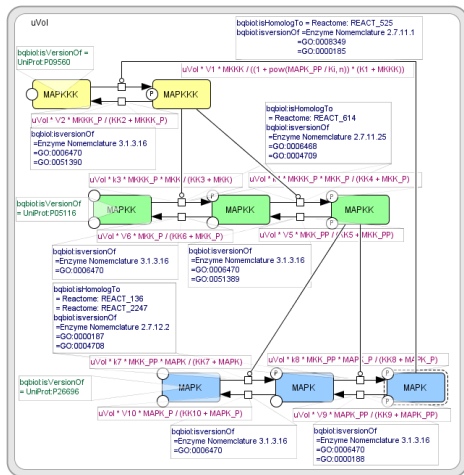 uVol
bqbiol:isHomologTo = Reactome: REACT_525
bqbiol:isversionOf =Enzyme Nomemclature 2.7.11.1
=GO:0008349
=GO:0000185
bqbiol:isVersionOf
UniProt:P09560
uVol * V1 * MKKK / ((1 + pow(MAPK_PP / Ki, n)) * (K1 + MKKK))
MAPKKK
P
MAPKKK
uVol * V2 * MKKK_P / (KK2 + MKKK_P)
bqbiol:isversionOf
=Enzyme Nomemclature 3.1.3.16
=GO:0006470
=GO:0051390
bqbiol:isHomologTo
= Reactome: REACT_614
bqbiol:isversionOf
=Enzyme Nomemclature 2.7.11.25
=GO:0006468
=GO:0004709
uVol * k3 * MKKK_P * MKK / (KK3 + MKK)
* MKKK_P * MKK_P / (KK4 + MKK_P)
bqbiol:isVersionOf
= UniProt:P05116
MAPKK
P
MAPKK
P
MAPKK
uVol * V6 * MKK_P / (KK6 + MKK_P)
uVol * V5 * MKK_PP / (KK5 + MKK_PP)
bqbiol:isversionOf
=Enzyme Nomemclature 3.1.3.16
=GO:0006470
bqbiol:isversionOf
=Enzyme Nomemclature 3.1.3.16
=GO:0006470
=GO:0051389
bqbiol:isHomologTo
= Reactome: REACT_136
= Reactome: REACT_2247
bqbiol:isversionOf
=Enzyme Nomemclature 2.7.12.2
=GO:0000187
=GO:0004708
uVol * k7 * MKK_PP * MAPK / (KK7 + MAPK)
uVol * k8 * MKK_PP * MAPK_P / (KK8 + MAPK_P)
bqbiol:isVersionOf
= UniProt:P26696
MAPK
P
MAPK
P
MAPK
uVol * V10 * MAPK_P / (KK10 + MAPK_P)
uVol * V9 * MAPK_PP / (KK9 + MAPK_PP)
bqbiol:isversionOf
=Enzyme Nomemclature 3.1.3.16
=GO:0006470
bqbiol:isversionOf
=Enzyme Nomemclature 3.1.3.16
=GO:0006470
=GO:0000188